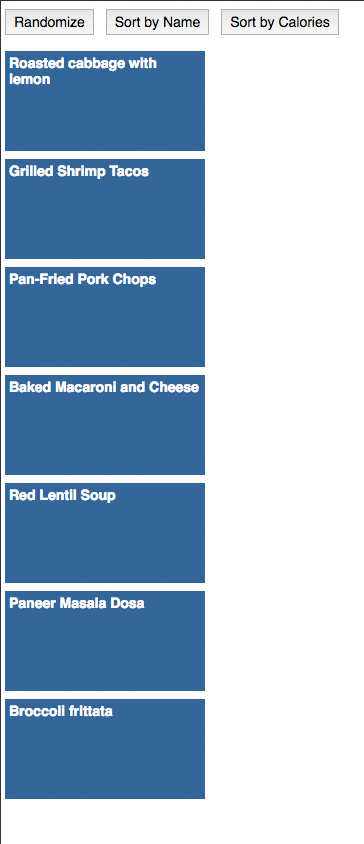 Randomize Sort by Name Sort by Calories
Roasted cabbage with
lemon
Grilled Shrimp Tacos
Pan-Fried Pork Chops
Baked Macaroni and Cheese
Red Lentil Soup
Paneer Masala Dosa
Broccoli frittata